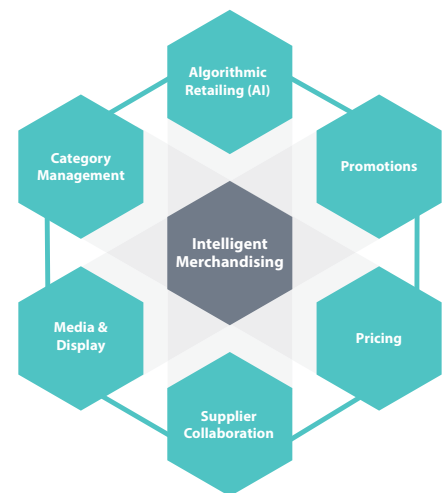 Algorithmic
Retailing (AI)
Category
Management
Promotions
Intelligent
Merchandising
Media &
Display
Pricing
Supplier
Collaboration